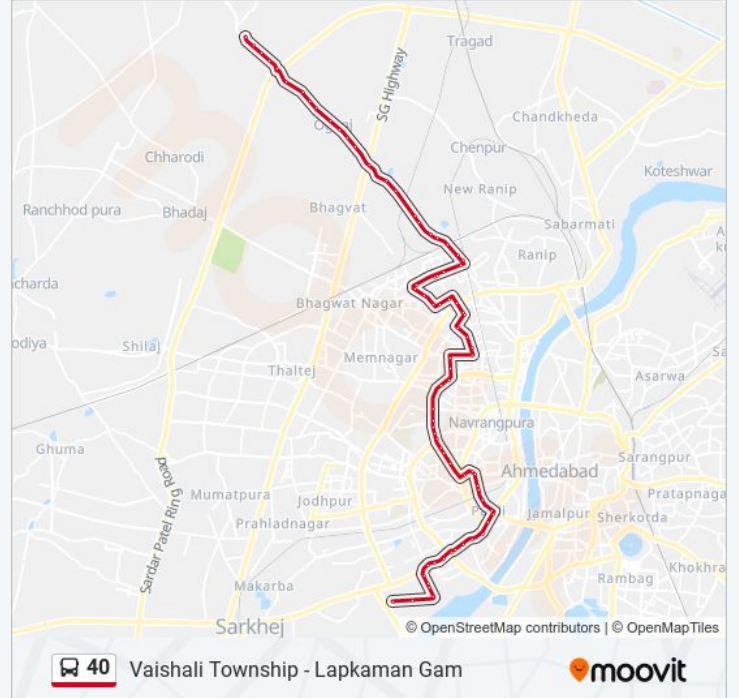 Tragad
SG Highway
Chandkheda
Ognaj
Chenpur
Chharodi
Koteshwar
New Ranip
Ranchhod pura
Bhadaj
Bhagvat
Sabarmati
Ranip
Bhagwat Nagar
Shilaj
Memnagar
Thaltej
Asarwa
Navrangpura
Ghuma
Sarangpur
Ahmedabad
Sardar Patel Ring Road
Mumatpura
Jodhpur
Pratapnaga
Jamalpur
Sherkotda
Prahladnagar
Khokhra
Rambag
Makarba
Sarkhej
© OpenStreetMap contributors | © OpenMapTiles
40 Vaishali Township - Lapkaman Gam
moovit